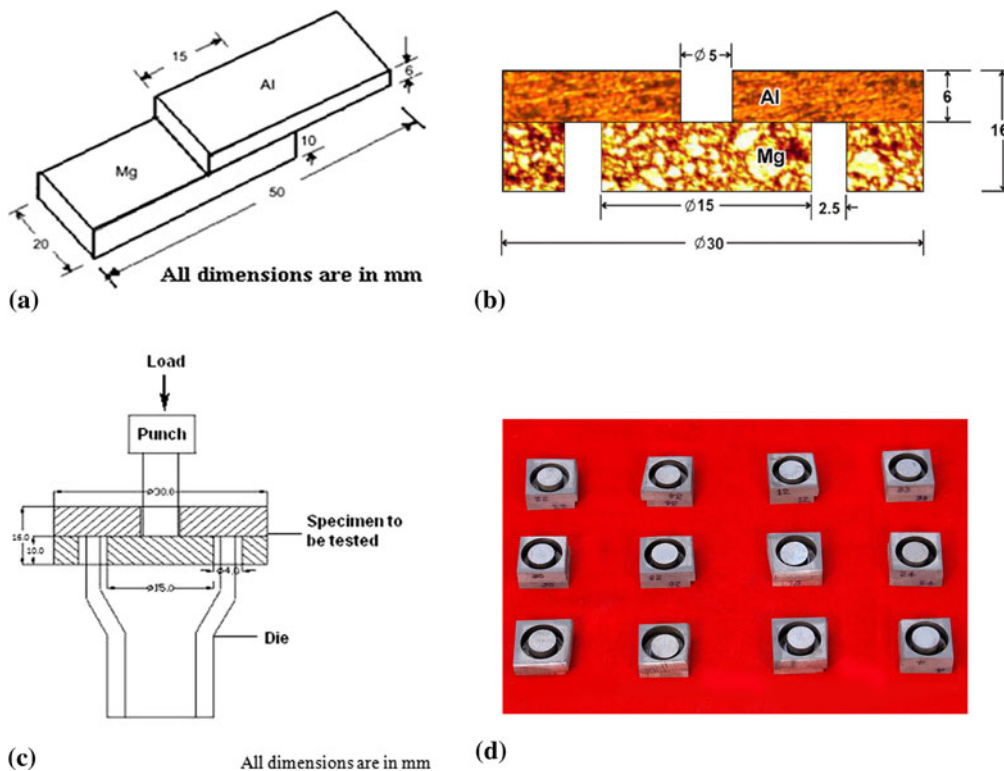 15
Al
6
Mg
10
50
20
All dimensions are in mm
(a)
Ø 5
Al
6
16
Mg
Ø15
2.5
Ø30
(b)
Load
Punch
Ø30.0
16.0
10.0
Specimen to
be tested
Ø4.0
Ø15.0
Die
(c)
All dimensions are in mm
(d)